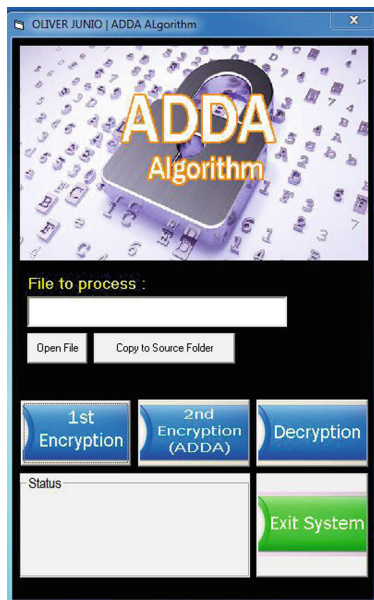 OLIVER JUNIO | ADDA ALgorithm
ADDA
Algorithm
File to process :
Open File
Copy to Source Folder
1st
Encryption
2nd
Encryption
(ADDA)
Decryption
Status
Exit System